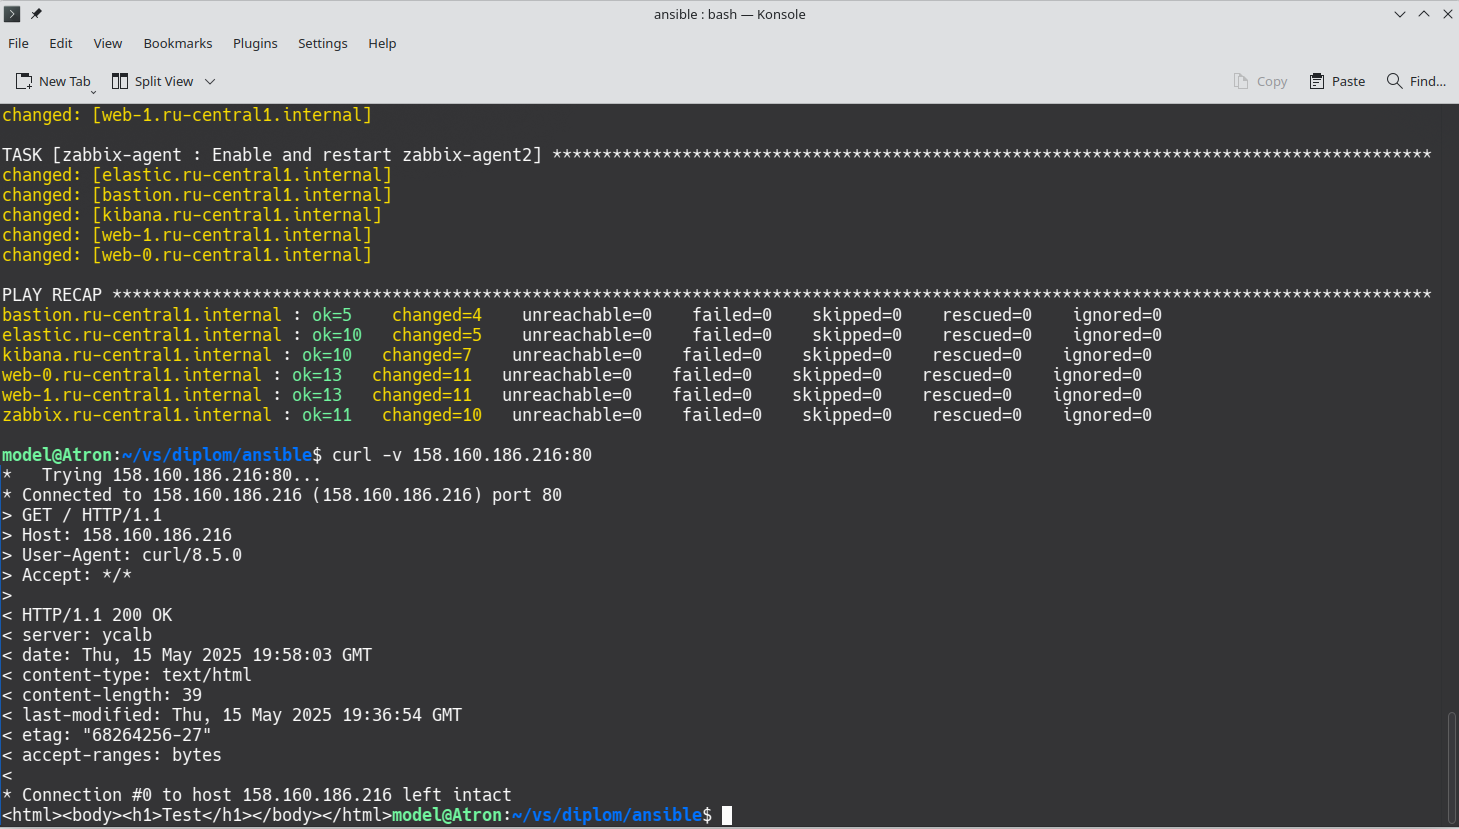 ansible : bash — Konsole
File Edit View Bookmarks Plugins Settings Help
New Tab Split View Copy Paste Find...
changed: [web-1.ru-central1.internal]
TASK [zabbix-agent : Enable and restart zabbix-agent2] ****************************************************************************************
changed: [elastic.ru-central1.internal]
changed: [bastion.ru-central1.internal]
changed: [kibana.ru-central1.internal]
changed: [web-1.ru-central1.internal]
changed: [web-0.ru-central1.internal]
PLAY RECAP ************************************************************************************************************************************
bastion.ru-central1.internal : ok=5    changed=4    unreachable=0    failed=0    skipped=0    rescued=0    ignored=0
elastic.ru-central1.internal : ok=10   changed=5    unreachable=0    failed=0    skipped=0    rescued=0    ignored=0
kibana.ru-central1.internal : ok=10   changed=7    unreachable=0    failed=0    skipped=0    rescued=0    ignored=0
web-0.ru-central1.internal : ok=13   changed=11   unreachable=0    failed=0    skipped=0    rescued=0    ignored=0
web-1.ru-central1.internal : ok=13   changed=11   unreachable=0    failed=0    skipped=0    rescued=0    ignored=0
zabbix.ru-central1.internal : ok=11   changed=10   unreachable=0    failed=0    skipped=0    rescued=0    ignored=0
model@Atron:~/vs/diplom/ansible$ curl -v 158.160.186.216:80
*   Trying 158.160.186.216:80...
* Connected to 158.160.186.216 (158.160.186.216) port 80
> GET / HTTP/1.1
> Host: 158.160.186.216
> User-Agent: curl/8.5.0
> Accept: */*
>
< HTTP/1.1 200 OK
< server: ycalb
< date: Thu, 15 May 2025 19:58:03 GMT
< content-type: text/html
< content-length: 39
< last-modified: Thu, 15 May 2025 19:36:54 GMT
< etag: "68264256-27"
< accept-ranges: bytes
<
* Connection #0 to host 158.160.186.216 left intact
<html><body><h1>Test</h1></body></html>model@Atron:~/vs/diplom/ansible$